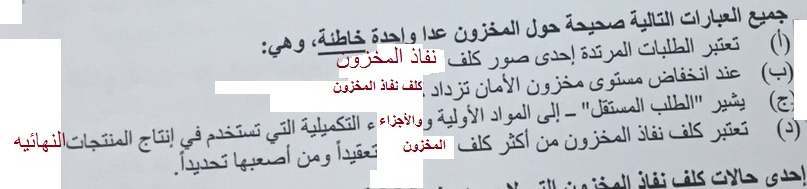 جميع العبارات التالية صحيحة حول المخزون عدا واحدة خاطئة، وهي:
(أ) تعتبر الطلبات المرتدة إحدى صور كلف نفاذ المخزون
(ب) عند انخفاض مستوى مخزون الأمان تزداد كلف نفاذ المخزون
(ج) يشير "الطلب المستقل" – إلى المواد الأولية والأجزاء التكميلية التي تستخدم في إنتاج المنتجات النهائيه
(د) تعتبر كلف نفاذ المخزون من أكثر كلف المخزون تعقيداً ومن أصعبها تحديداً.
إحدى حالات كلف نفاذ المخزون